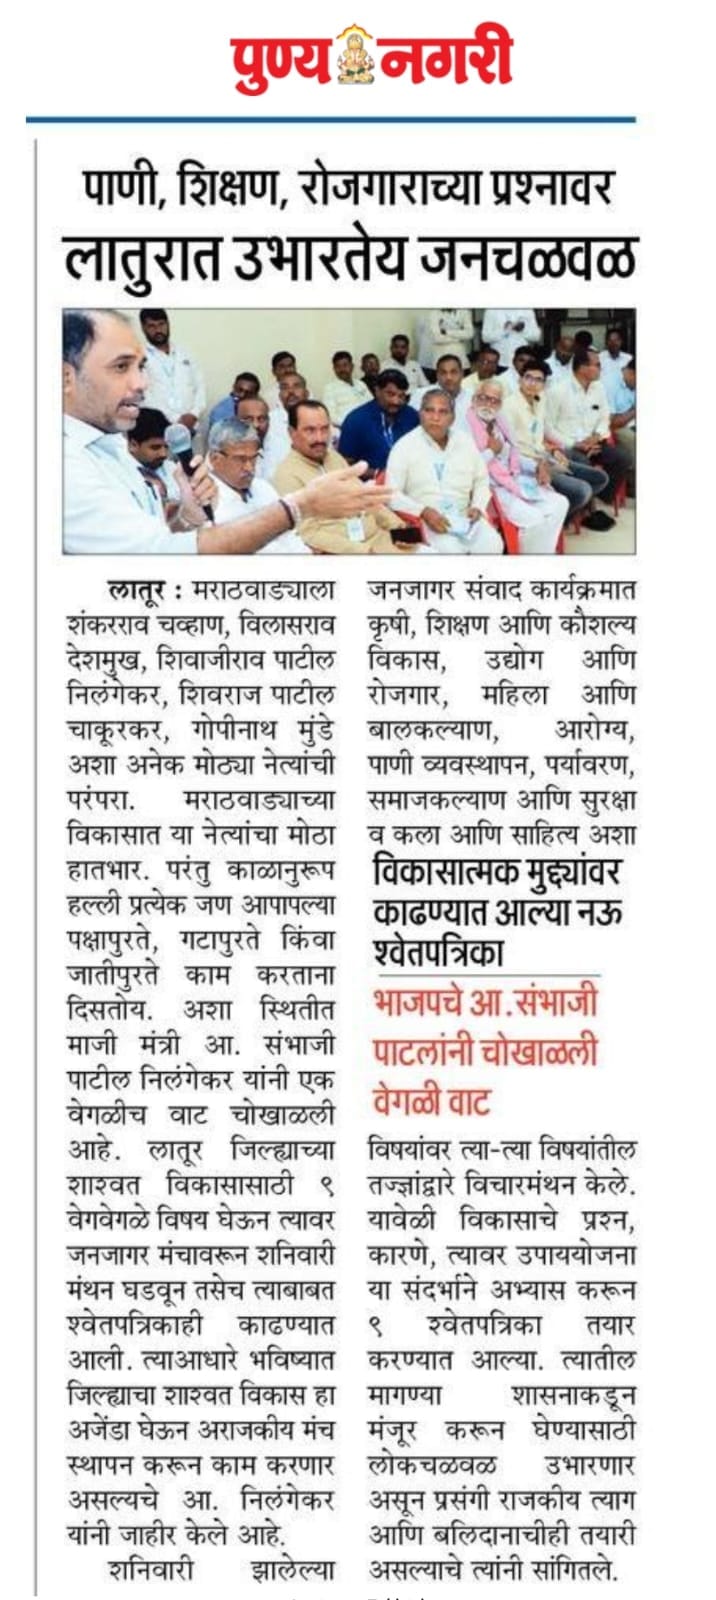 पुण्य नगरी
पाणी, शिक्षण, रोजगाराच्या प्रश्नावर
लातुरात उभारतेय जनचळवळ
लातूर : मराठवाड्याला
शंकरराव चव्हाण, विलासराव
देशमुख, शिवाजीराव पाटील
निलंगेकर, शिवराज पाटील
चाकूरकर, गोपीनाथ मुंडे
अशा अनेक मोठ्या नेत्यांची
परंपरा. मराठवाड्याच्या
विकासात या नेत्यांचा मोठा
हातभार. परंतु काळानुरूप
हल्ली प्रत्येक जण आपापल्या
पक्षापुरते, गटापुरते किंवा
जातीपुरते काम करताना
दिसतोय. अशा स्थितीत
माजी मंत्री आ. संभाजी
पाटील निलंगेकर यांनी एक
वेगळीच वाट चोखाळली
आहे. लातूर जिल्ह्याच्या
शाश्वत विकासासाठी ९
वेगवेगळे विषय घेऊन त्यावर
जनजागर मंचावरून शनिवारी
मंथन घडवून तसेच त्याबाबत
श्वेतपत्रिकाही काढण्यात
आली. त्याआधारे भविष्यात
जिल्ह्याचा शाश्वत विकास हा
अजेंडा घेऊन अराजकीय मंच
स्थापन करून काम करणार
असल्यचे आ. निलंगेकर
यांनी जाहीर केले आहे.
शनिवारी झालेल्या
जनजागर संवाद कार्यक्रमात
कृषी, शिक्षण आणि कौशल्य
विकास, उद्योग आणि
रोजगार, महिला आणि
बालकल्याण, आरोग्य,
पाणी व्यवस्थापन, पर्यावरण,
समाजकल्याण आणि सुरक्षा
व कला आणि साहित्य अशा
विकासात्मक मुद्द्यांवर
काढण्यात आल्या नऊ
श्वेतपत्रिका
भाजपचे आ.संभाजी
पाटलांनी चोखाळली
वेगळी वाट
विषयांवर त्या-त्या विषयांतील
तज्ज्ञांद्वारे विचारमंथन केले.
यावेळी विकासाचे प्रश्न,
कारणे, त्यावर उपाययोजना
या संदर्भाने अभ्यास करून
९ श्वेतपत्रिका तयार
करण्यात आल्या. त्यातील
मागण्या शासनाकडून
मंजूर करून घेण्यासाठी
लोकचळवळ उभारणार
असून प्रसंगी राजकीय त्याग
आणि बलिदानाचीही तयारी
असल्याचे त्यांनी सांगितले.